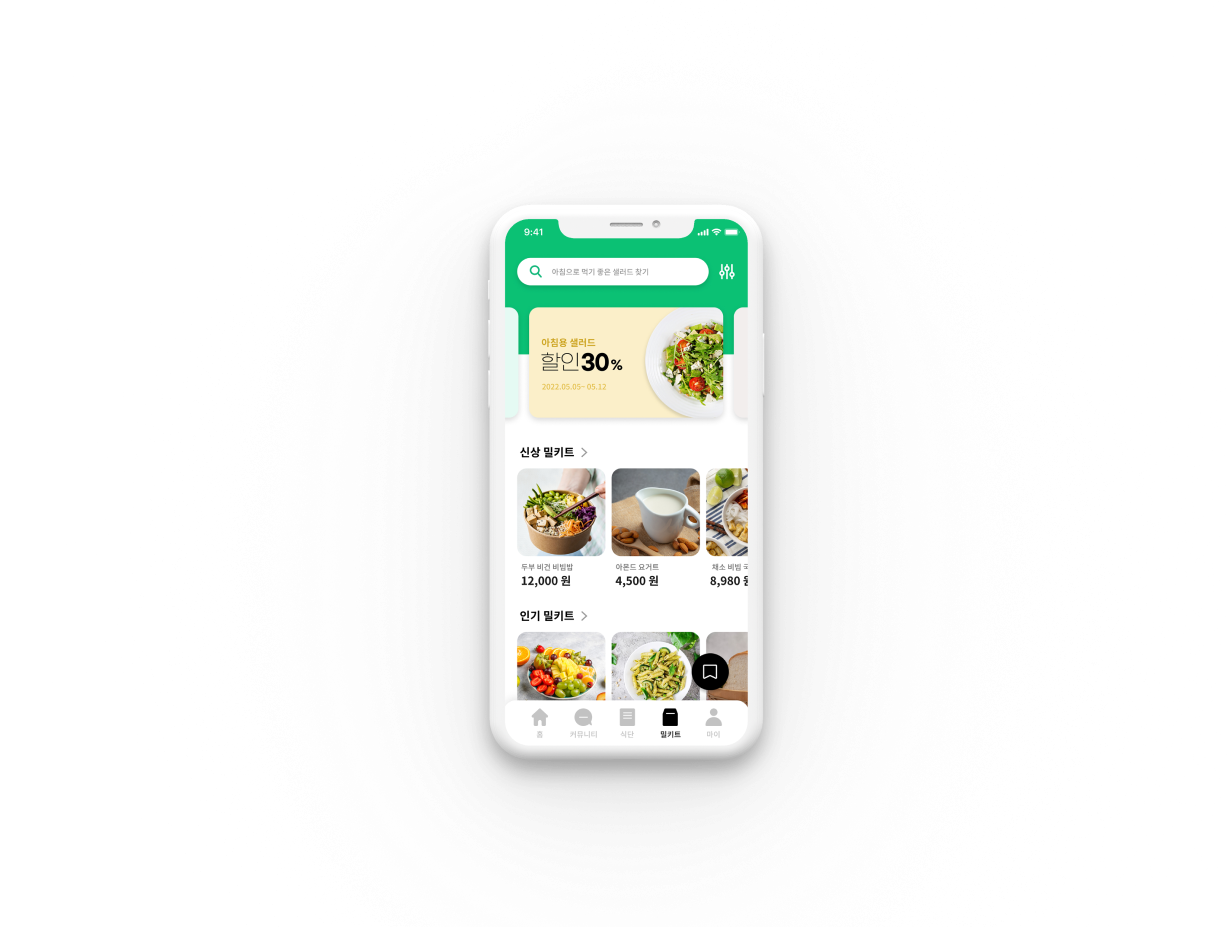 9:41
아침으로 먹기 좋은 샐러드 찾기
아침용 샐러드
할인30%
2022.05.05~05.12
신상 밀키트
두부 비건 비빔밥
아몬드 요거트
채소 비빔
12,000 원
4,500 원
8,980
인기 밀키트
홈
커뮤니티
식단
밀키트
마이